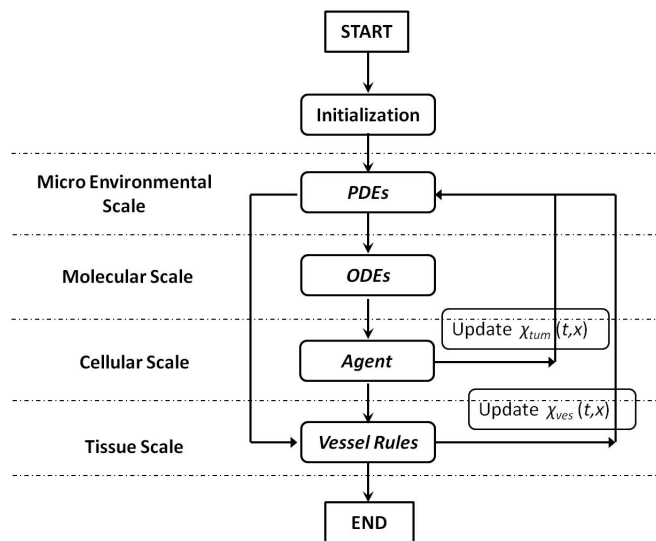 START
Initialization
Micro Environmental
Scale
PDEs
Molecular Scale
ODEs
Update χtum (t,x)
Cellular Scale
Agent
Update χves (t,x)
Tissue Scale
Vessel Rules
END